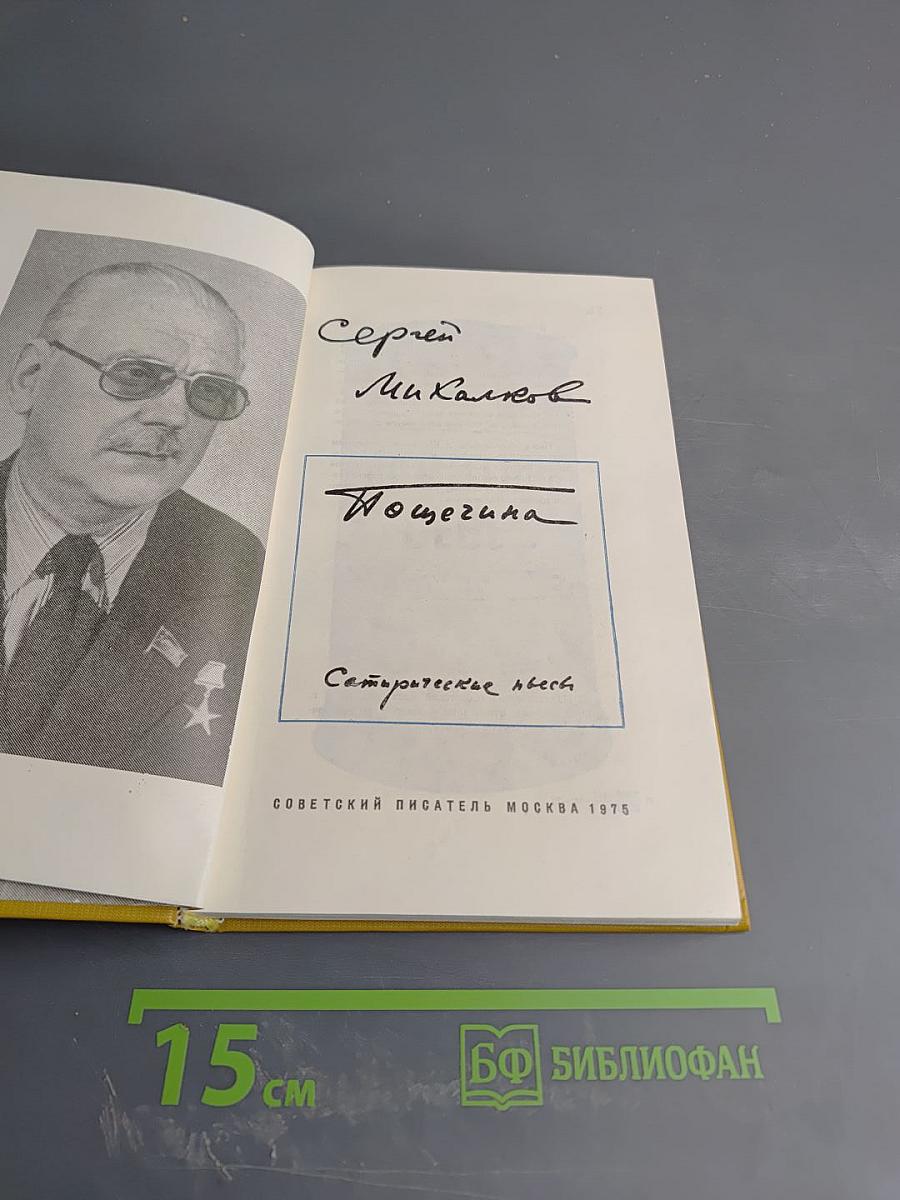 Сергей
Михалков
Пощечина
Сатирические пьесы
СОВЕТСКИЙ ПИСАТЕЛЬ МОСКВА 1975
15 см
БФ БИБЛИОФАН